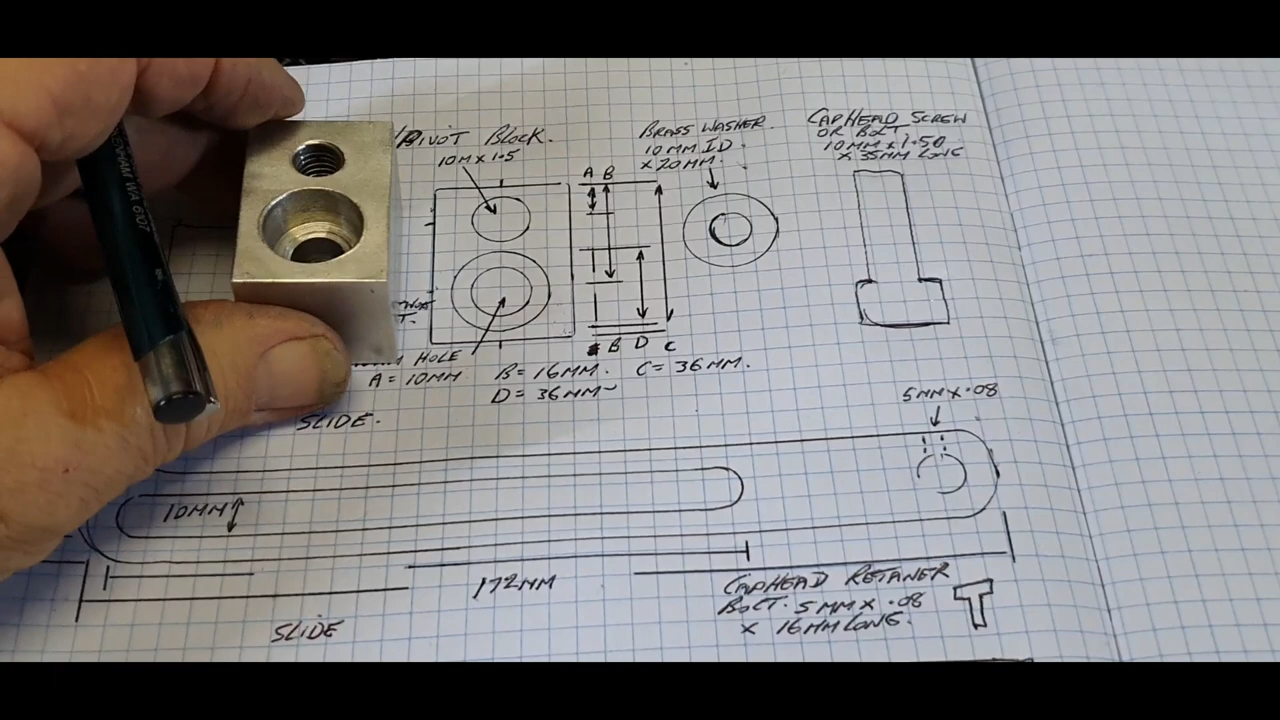 PIVOT BLOCK.
10M X 1.5
BRASS WASHER.
10MM ID
X 20MM.
CAPHEAD SCREW
OR BOLT
10MM X 1.50
X 35MM LONG
A B
HOLE
B D C
A = 10MM B = 16MM. C = 36MM.
D = 36MM
SLIDE.
5MM X .08
10MM
172MM
CAPHEAD RETANER
BOLT. 5MM X .08
X 16MM LONG.
SLIDE